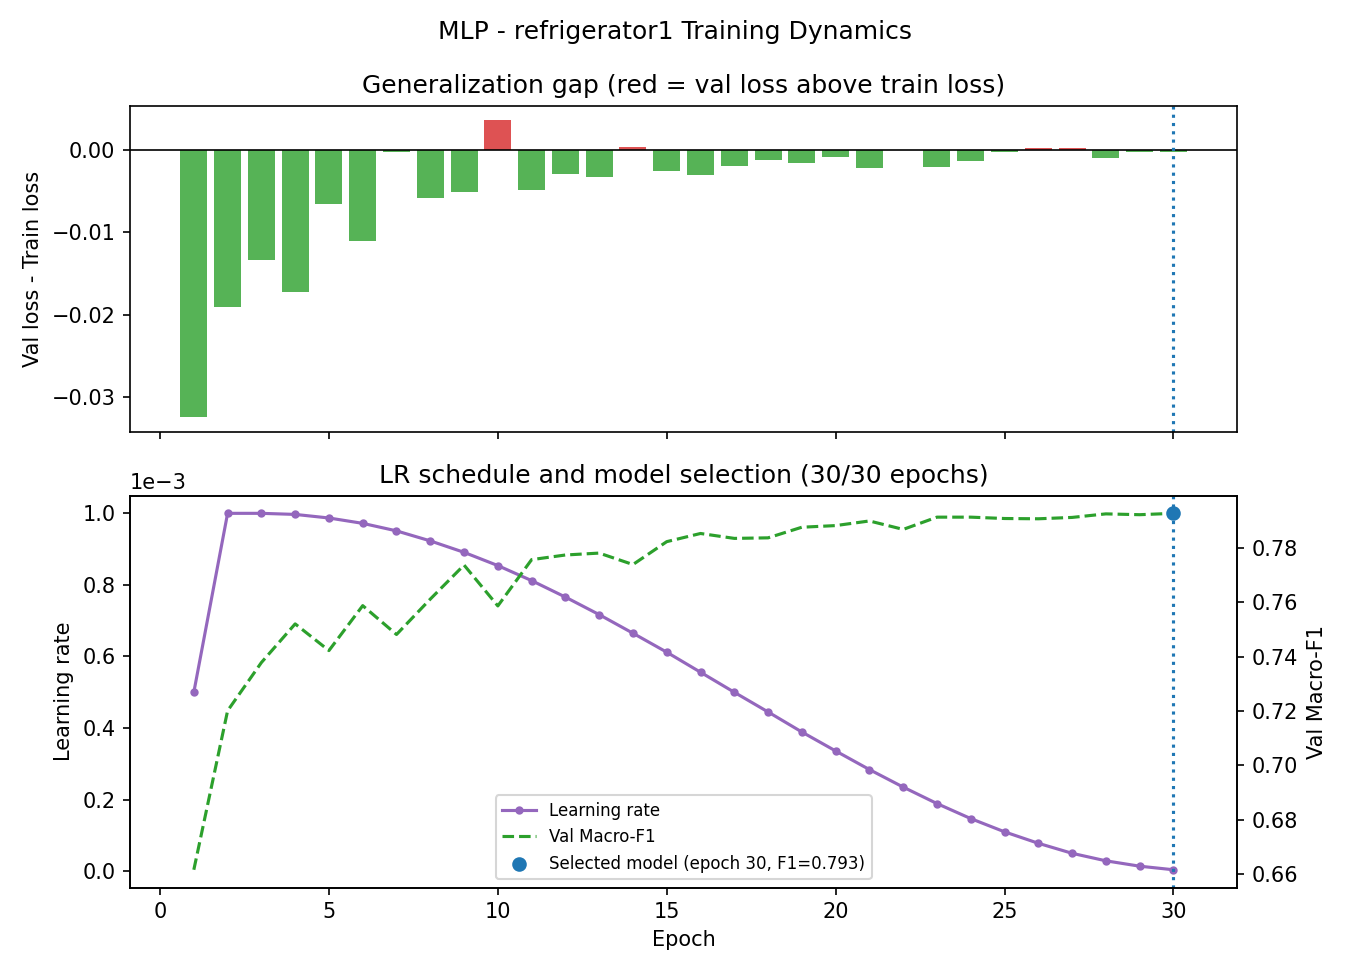 MLP - refrigerator1 Training Dynamics
Generalization gap (red = val loss above train loss)
Val loss - Train loss
0.00
−0.01
−0.02
−0.03
LR schedule and model selection (30/30 epochs)
1e−3
Learning rate
1.0
0.8
0.6
0.4
0.2
0.0
Val Macro-F1
0.78
0.76
0.74
0.72
0.70
0.68
0.66
Learning rate
Val Macro-F1
Selected model (epoch 30, F1=0.793)
0 5 10 15 20 25 30
Epoch